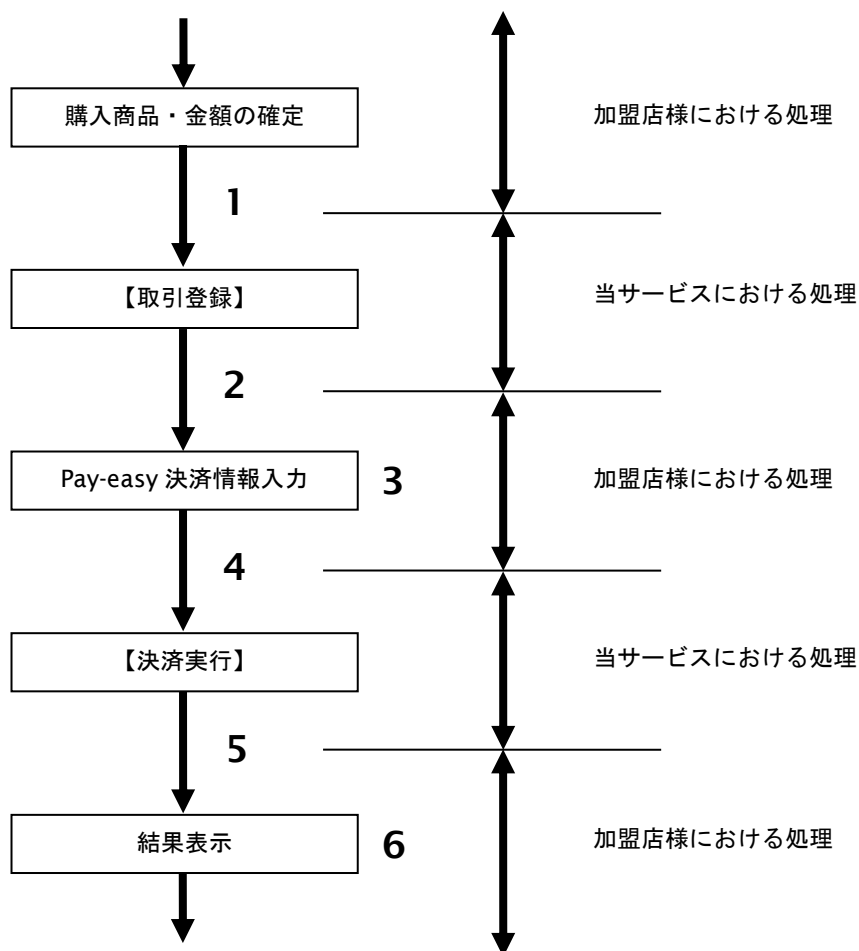 購入商品・金額の確定
加盟店様における処理
1
【取引登録】
当サービスにおける処理
2
Pay-easy 決済情報入力
3
加盟店様における処理
4
【決済実行】
当サービスにおける処理
5
結果表示
6
加盟店様における処理